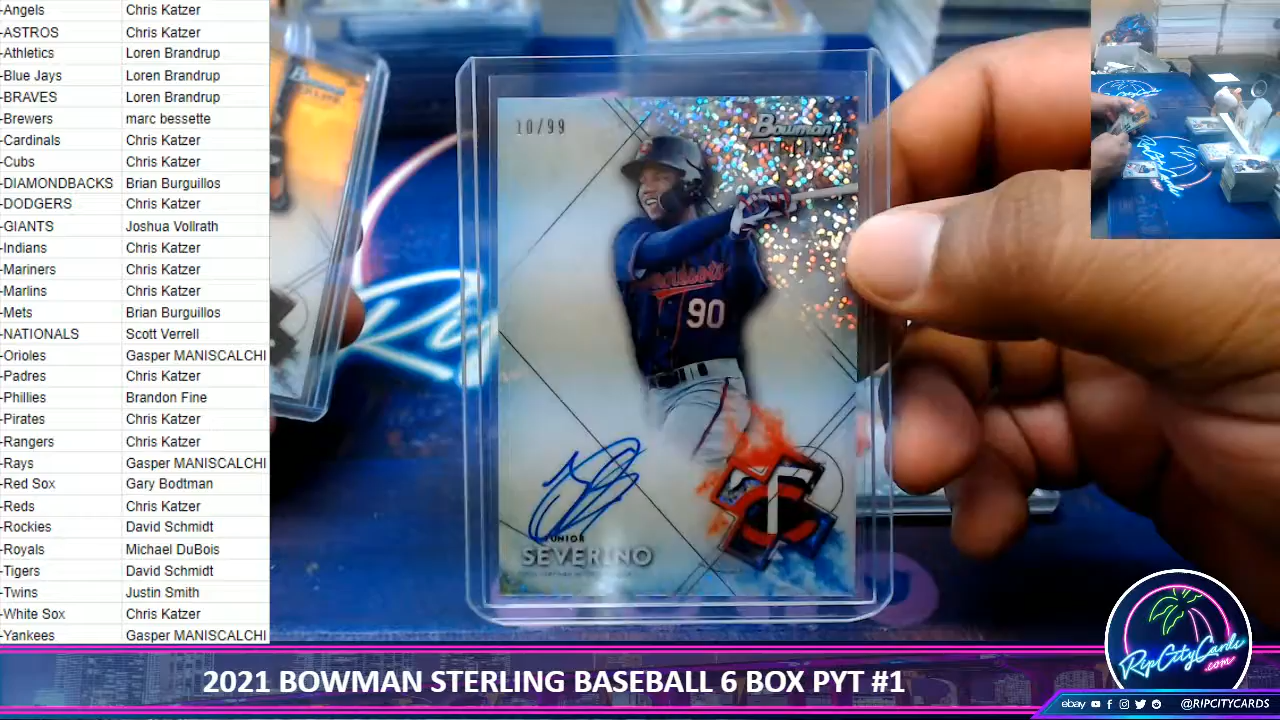 -Angels Chris Katzer
-ASTROS Chris Katzer
-Athletics Loren Brandrup
-Blue Jays Loren Brandrup
-BRAVES Loren Brandrup
-Brewers marc bessette
-Cardinals Chris Katzer
-Cubs Chris Katzer
-DIAMONDBACKS Brian Burguillos
-DODGERS Chris Katzer
-GIANTS Joshua Vollrath
-Indians Chris Katzer
-Mariners Chris Katzer
-Marlins Chris Katzer
-Mets Brian Burguillos
-NATIONALS Scott Verrell
-Orioles Gasper MANISCALCHI
-Padres Chris Katzer
-Phillies Brandon Fine
-Pirates Chris Katzer
-Rangers Chris Katzer
-Rays Gasper MANISCALCHI
-Red Sox Gary Bodtman
-Reds Chris Katzer
-Rockies David Schmidt
-Royals Michael DuBois
-Tigers David Schmidt
-Twins Justin Smith
-White Sox Chris Katzer
-Yankees Gasper MANISCALCHI
10/99
Bowman
90
TC
JUNIOR
SEVERINO
2021 BOWMAN STERLING BASEBALL 6 BOX PYT #1
RipCityCards
.com
ebay @RIPCITYCARDS